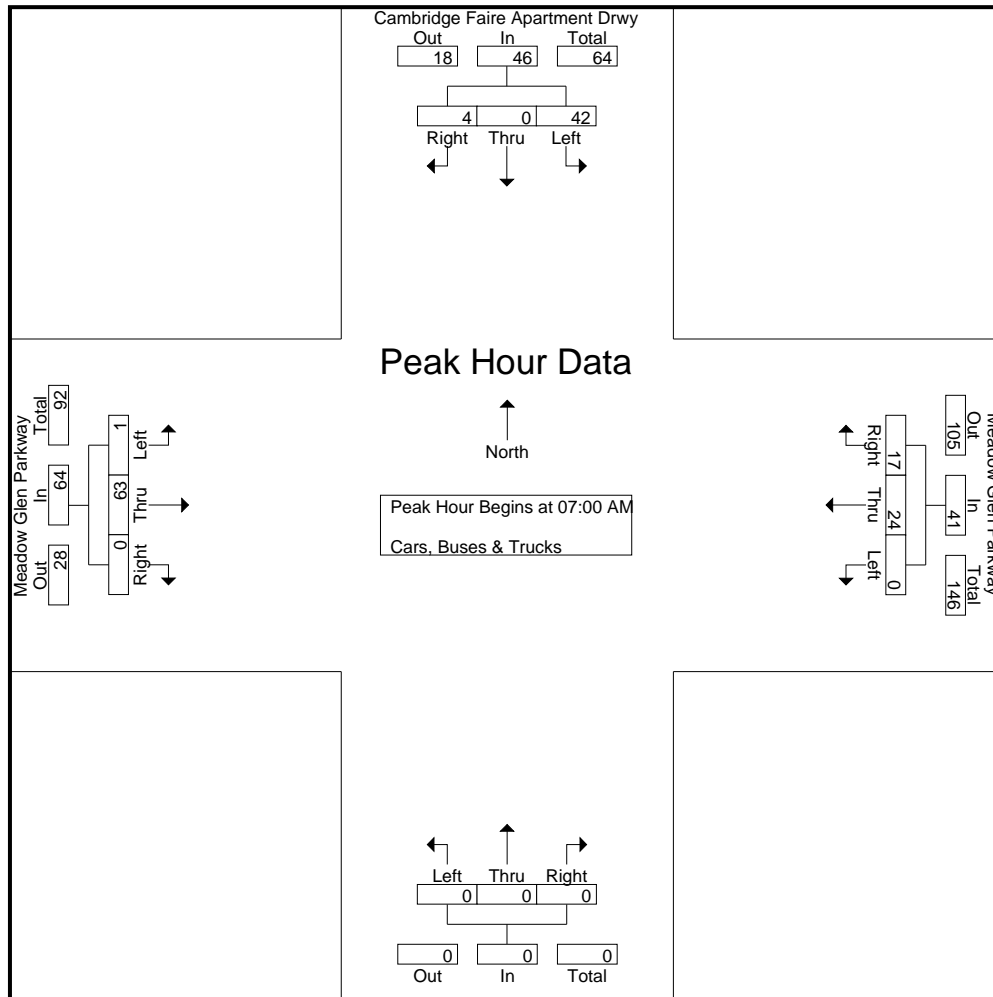 Cambridge Faire Apartment Drwy
Out In Total
18 46 64
4 0 42
Right Thru Left
Peak Hour Data
North
Peak Hour Begins at 07:00 AM
Cars, Buses & Trucks
Meadow Glen Parkway
Out In Total
28 64 92
0 63 1
Right Thru Left
Meadow Glen Parkway
Out In Total
105 41 146
17 24 0
Right Thru Left
Left Thru Right
0 0 0
0 0 0
Out In Total